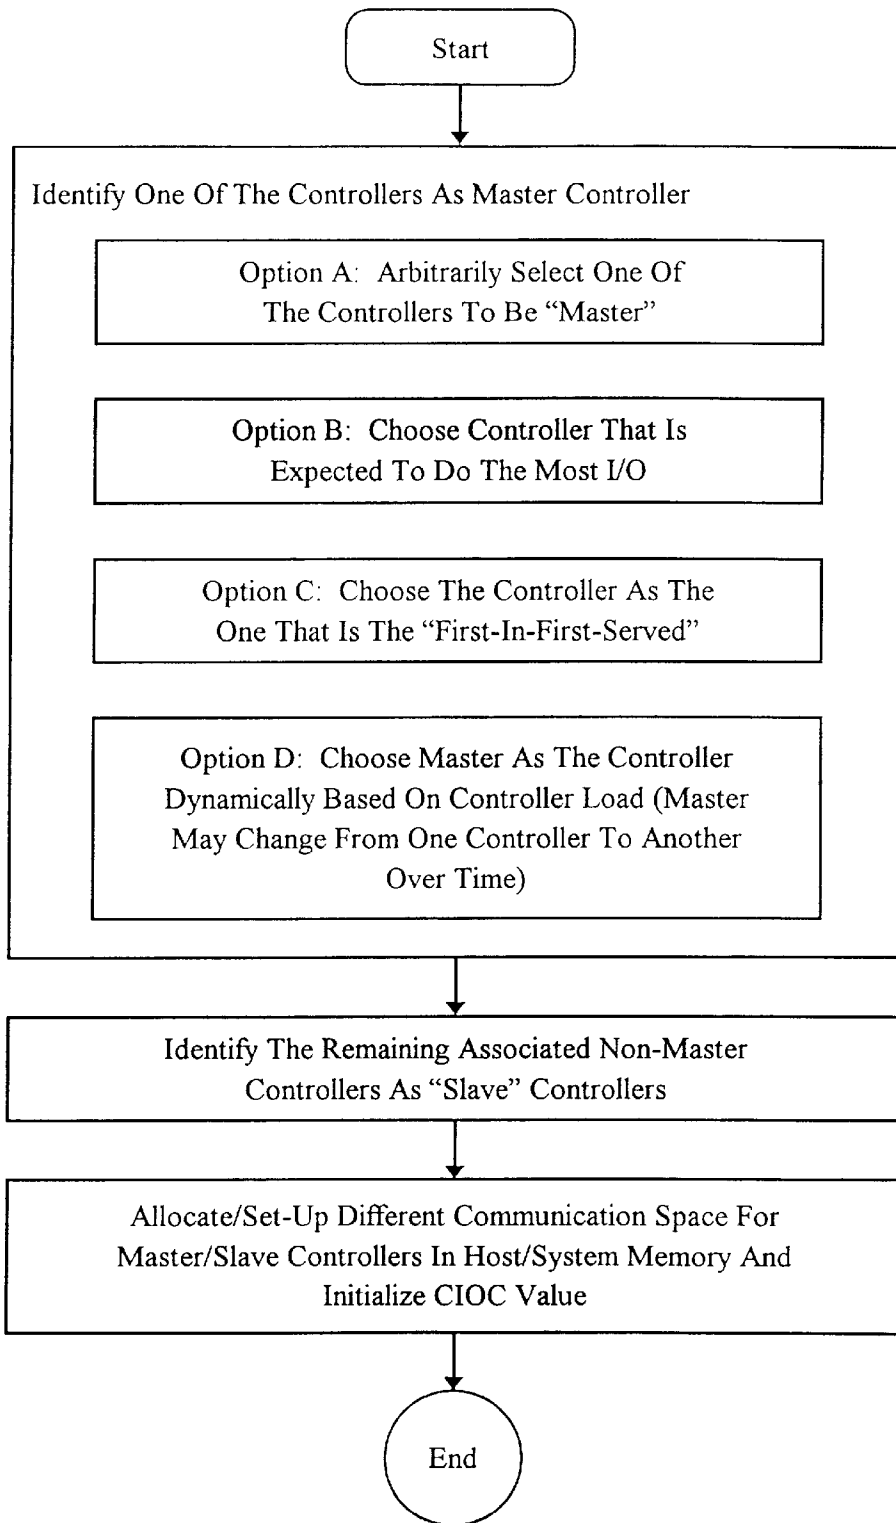 Start
Identify One Of The Controllers As Master Controller
Option A:  Arbitrarily Select One Of
The Controllers To Be “Master”
Option B:  Choose Controller That Is
Expected To Do The Most I/O
Option C:  Choose The Controller As The
One That Is The “First-In-First-Served”
Option D:  Choose Master As The Controller
Dynamically Based On Controller Load (Master
May Change From One Controller To Another
Over Time)
Identify The Remaining Associated Non-Master
Controllers As “Slave” Controllers
Allocate/Set-Up Different Communication Space For
Master/Slave Controllers In Host/System Memory And
Initialize CIOC Value
End